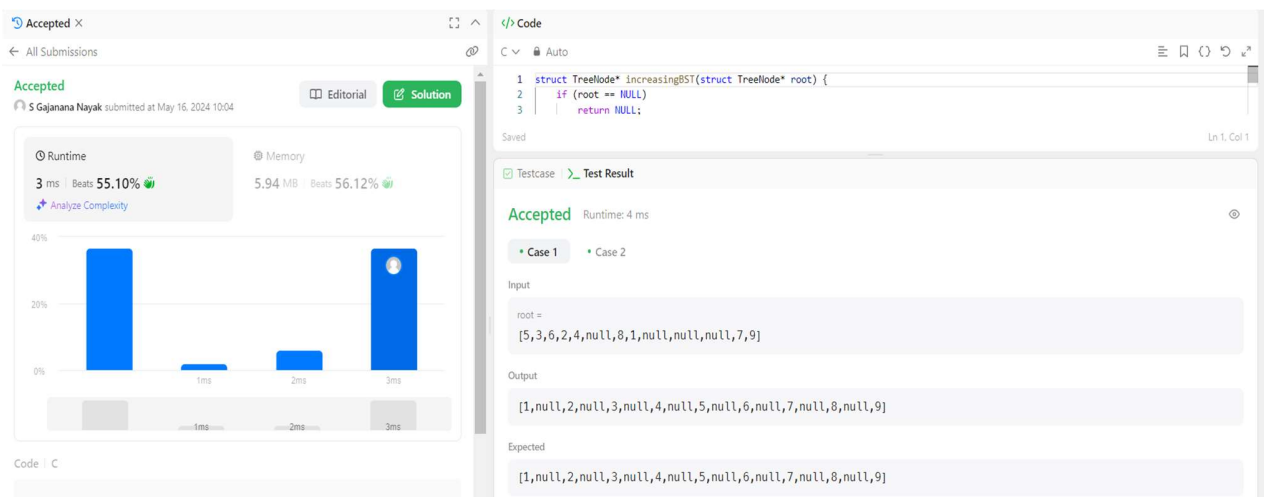 Accepted ×
All Submissions
Accepted
S Gajanana Nayak submitted at May 16, 2024 10:04
Editorial
Solution
Runtime
3 ms | Beats 55.10%
Analyze Complexity
Memory
5.94 MB | Beats 56.12%
40%
20%
0%
1ms
2ms
3ms
1ms
2ms
3ms
Code | C
</> Code
C Auto
1 struct TreeNode* increasingBST(struct TreeNode* root) {
2 if (root == NULL)
3 return NULL;
Saved
Ln 1, Col 1
Testcase | >_ Test Result
Accepted Runtime: 4 ms
• Case 1 • Case 2
Input
root =
[5,3,6,2,4,null,8,1,null,null,null,7,9]
Output
[1,null,2,null,3,null,4,null,5,null,6,null,7,null,8,null,9]
Expected
[1,null,2,null,3,null,4,null,5,null,6,null,7,null,8,null,9]